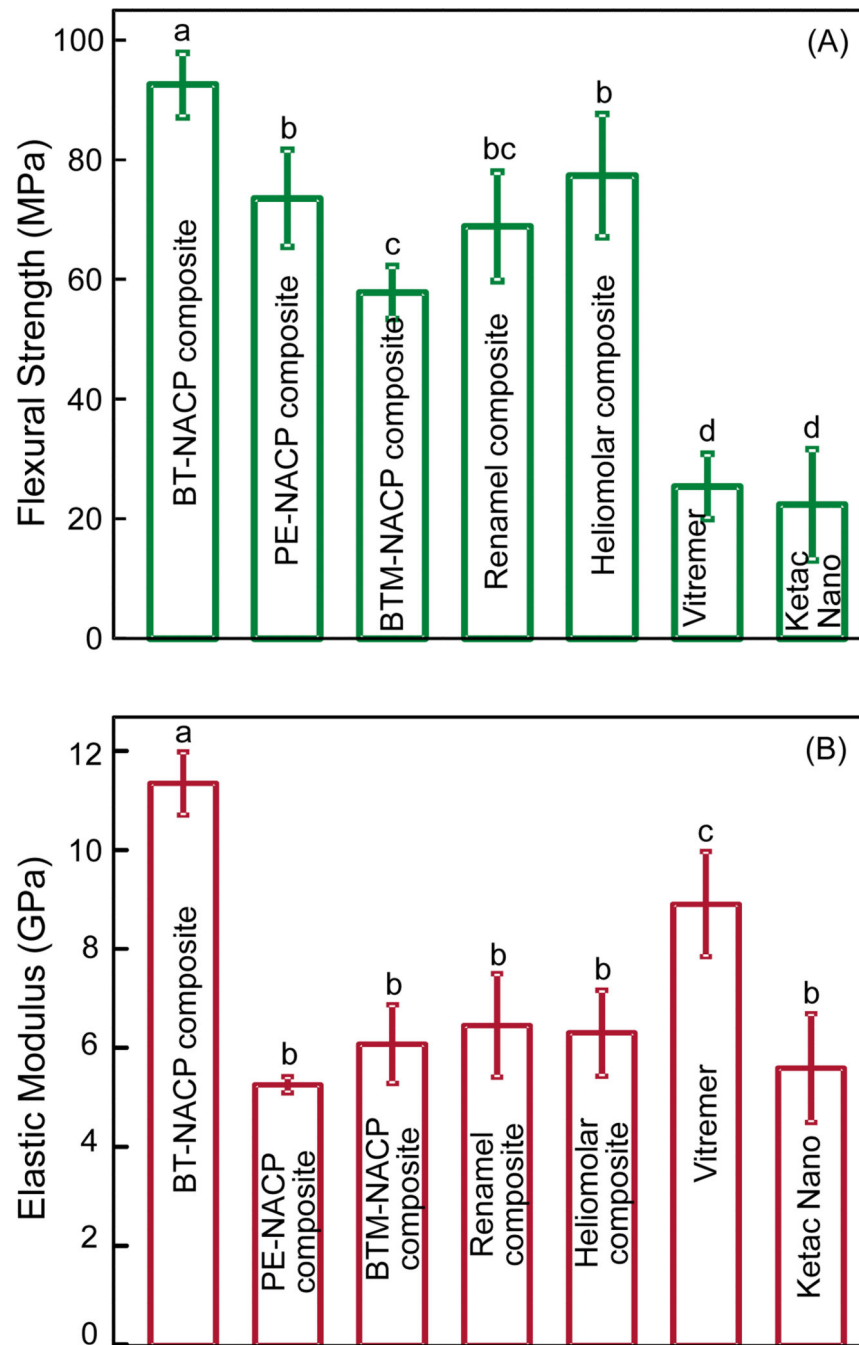 (A)
Flexural Strength (MPa)
100
80
60
40
20
0
a
b
c
bc
b
d
d
BT-NACP composite
PE-NACP composite
BTM-NACP composite
Renamel composite
Heliomolar composite
Vitremer
Ketac
Nano
(B)
Elastic Modulus (GPa)
12
10
8
6
4
2
0
a
b
b
b
b
c
b
BT-NACP composite
PE-NACP
composite
BTM-NACP
composite
Renamel
composite
Heliomolar
composite
Vitremer
Ketac Nano